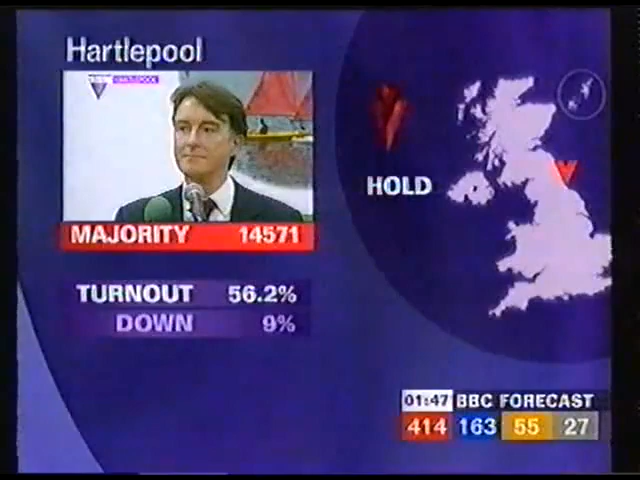 Hartlepool
HARTLEPOOL
MAJORITY 14571
TURNOUT 56.2%
DOWN 9%
HOLD
01:47 BBC FORECAST
414 163 55 27